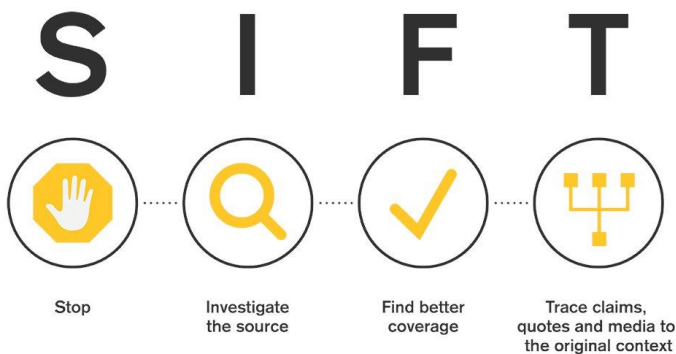 S I F T
Stop
Investigate
the source
Find better
coverage
Trace claims,
quotes and media to
the original context